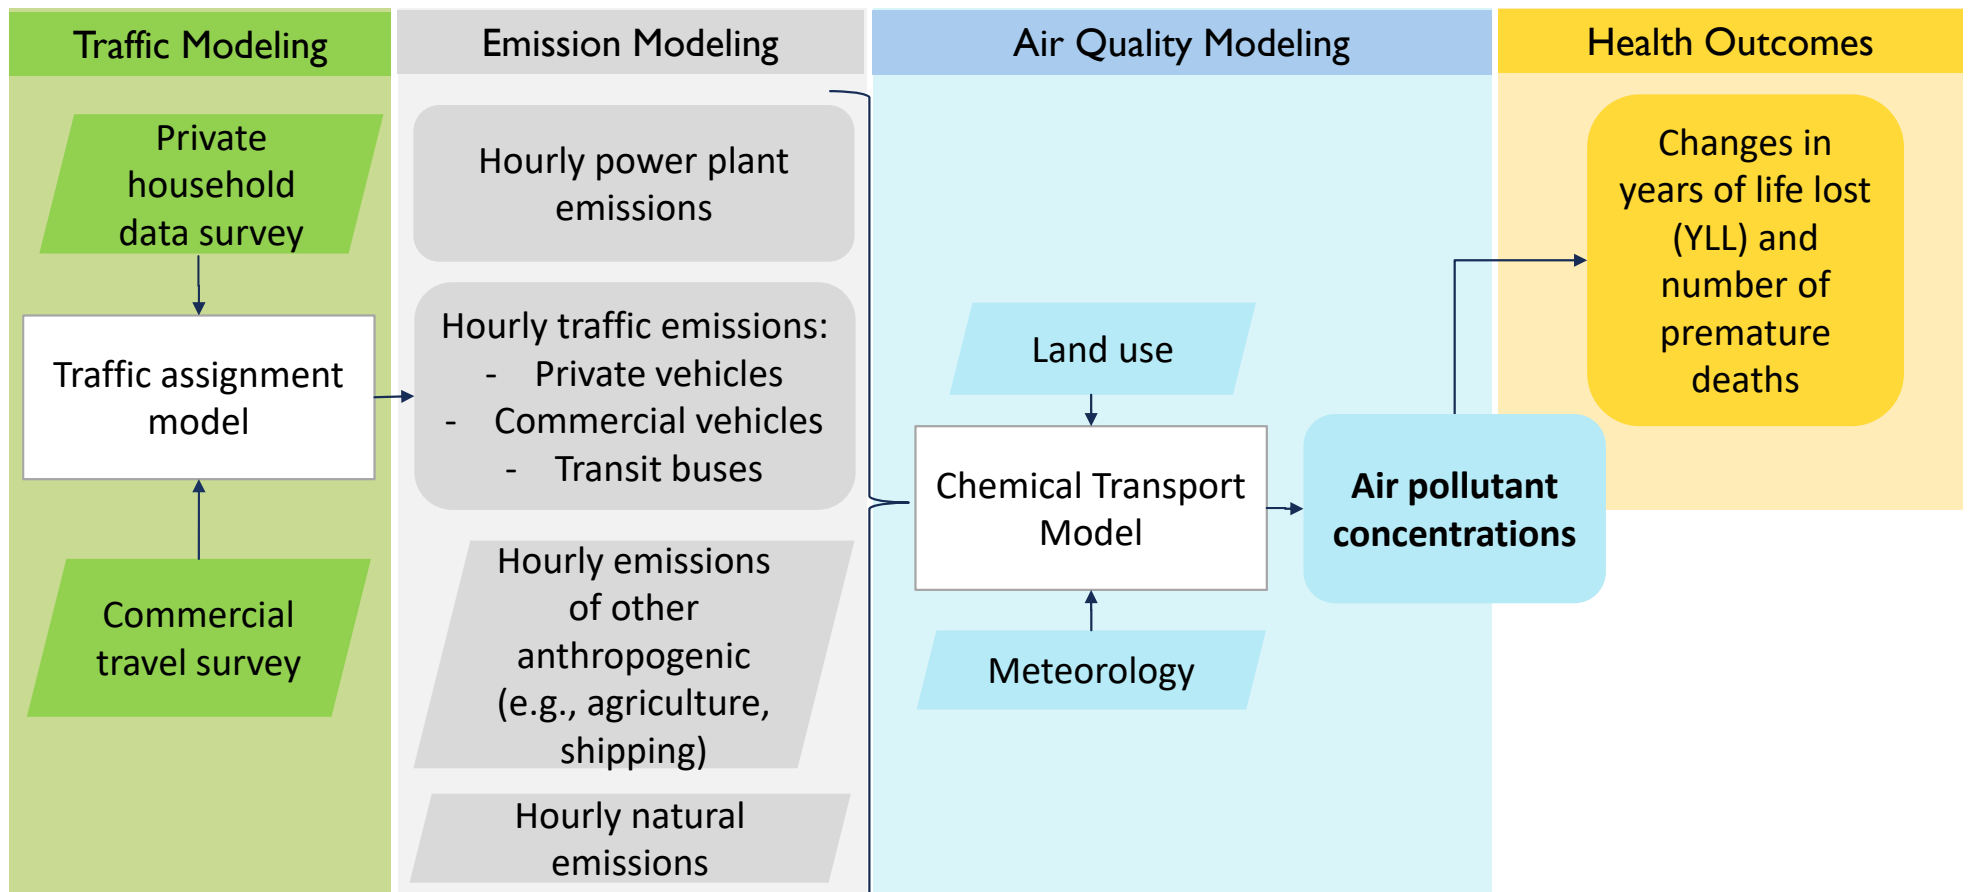 Traffic Modeling
Private
household
data survey
Traffic assignment
model
Commercial
travel survey
Emission Modeling
Hourly power plant
emissions
Hourly traffic emissions:
- Private vehicles
- Commercial vehicles
- Transit buses
Hourly emissions
of other
anthropogenic
(e.g., agriculture,
shipping)
Hourly natural
emissions
Air Quality Modeling
Land use
Chemical Transport
Model
Meteorology
Air pollutant
concentrations
Health Outcomes
Changes in
years of life lost
(YLL) and
number of
premature
deaths